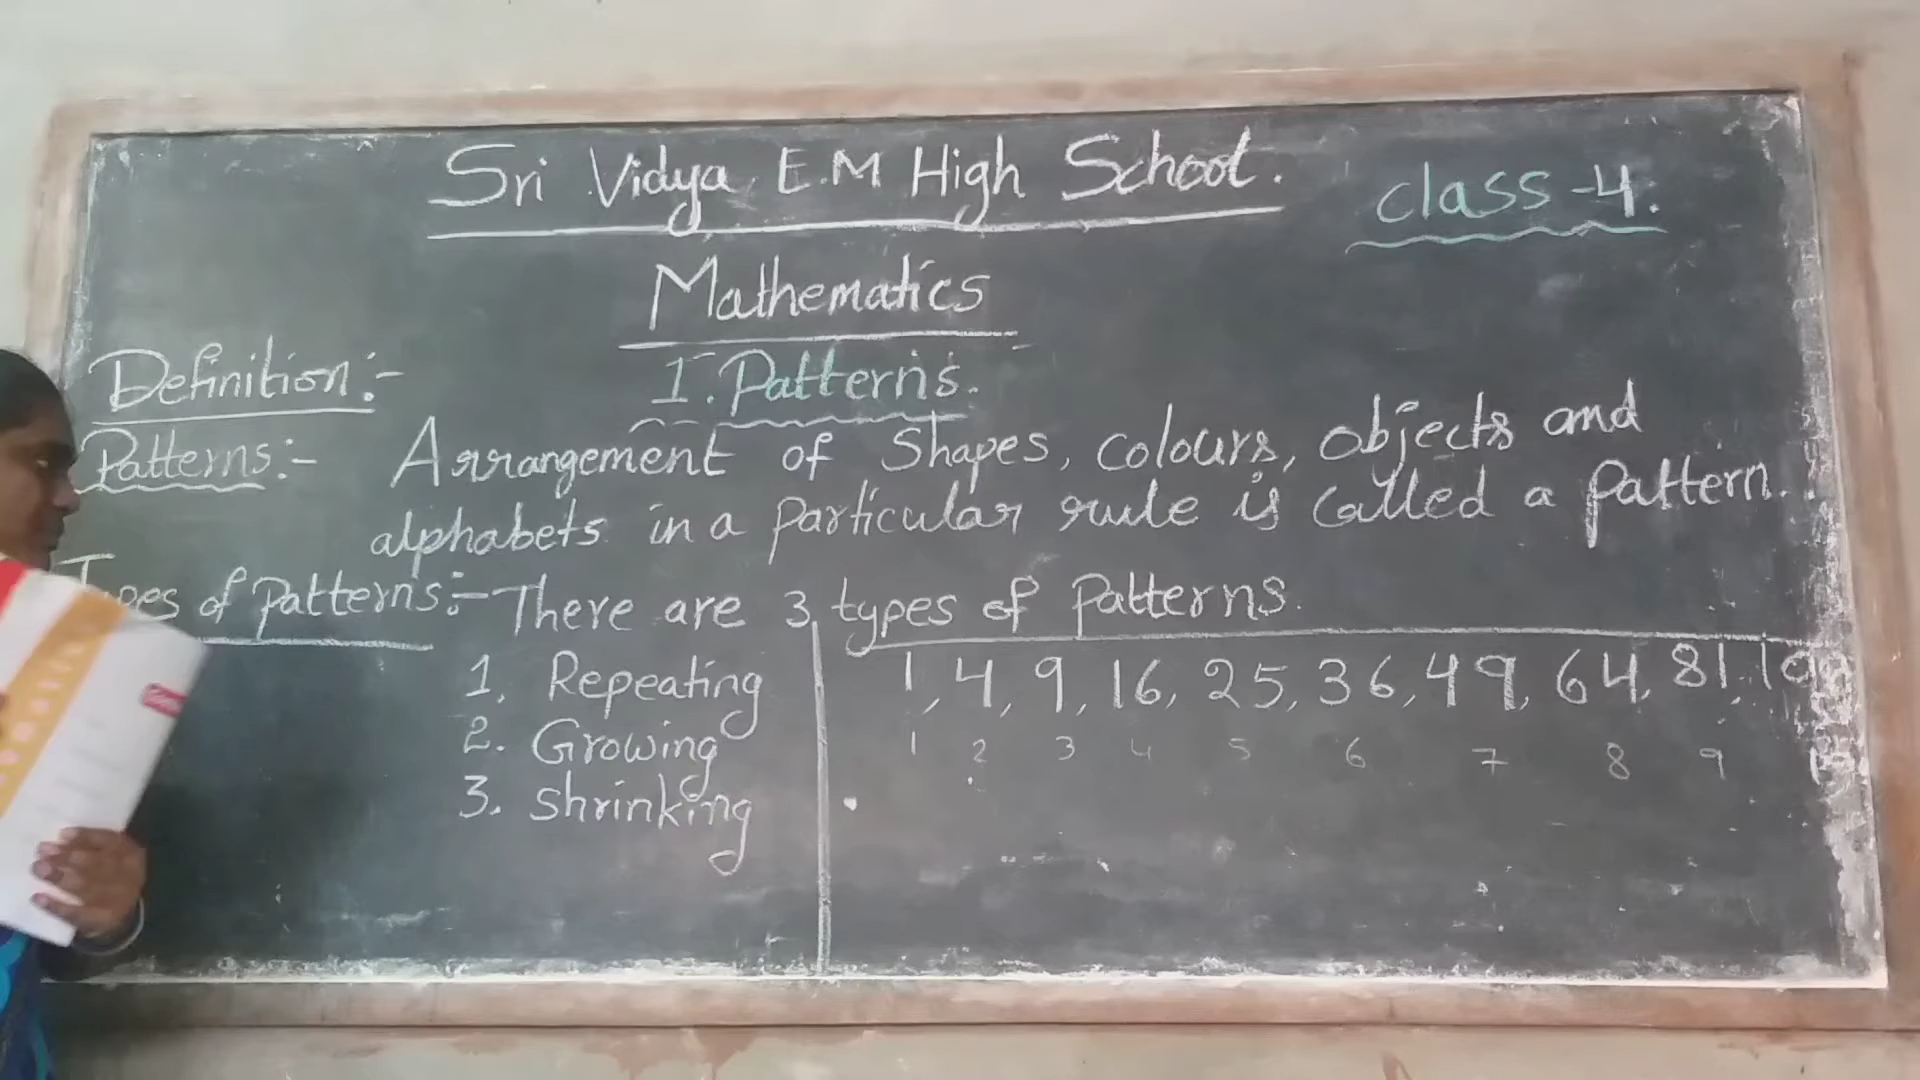 Sri Vidya E.M High School.
class-4.
Mathematics
I. Patterns.
Definition:-
Patterns:- Arrangement of Shapes, colours, objects and
alphabets in a particular rule is called a pattern.
Types of patterns:- There are 3 types of patterns.
1. Repeating
2. Growing
3. Shrinking
1, 4, 9, 16, 25, 36, 49, 64, 81, 100
1 2 3 4 5 6 7 8 9